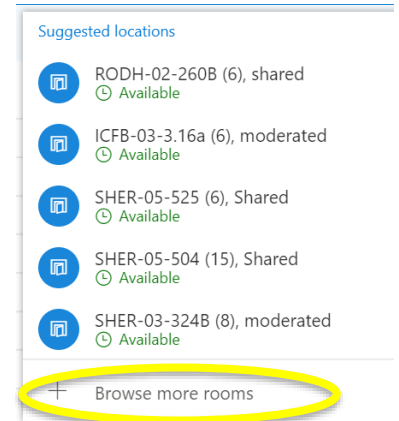 Suggested locations
RODH-02-260B (6), shared
Available
ICFB-03-3.16a (6), moderated
Available
SHER-05-525 (6), Shared
Available
SHER-05-504 (15), Shared
Available
SHER-03-324B (8), moderated
Available
+ Browse more rooms